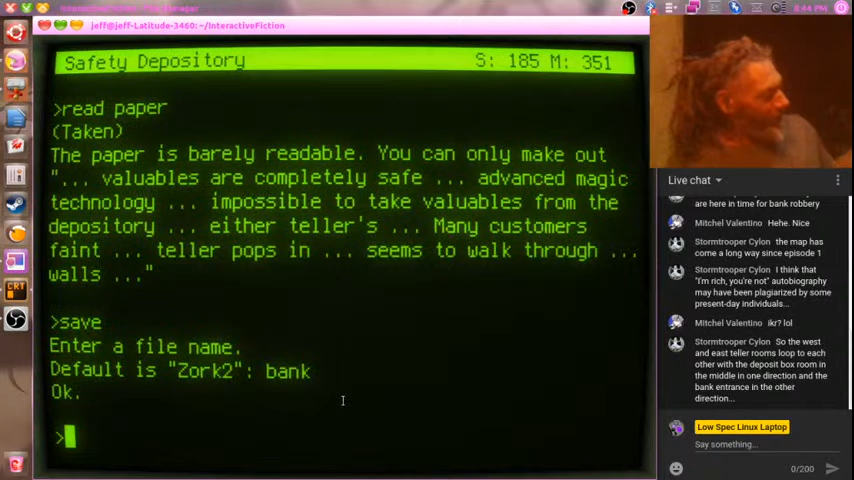 8:44 PM
jeff@jeff-Latitude-3460: ~/InteractiveFiction
Safety Depository S: 185 M: 351
>read paper
(Taken)
The paper is barely readable. You can only make out
"... valuables are completely safe ... advanced magic
technology ... impossible to take valuables from the
depository ... either teller's ... Many customers
faint ... teller pops in ... seems to walk through ...
walls ..."
>save
Enter a file name.
Default is "Zork2": bank
Ok.
>
CRT
Live chat
are here in time for bank robbery
Mitchel Valentino Hehe. Nice
Stormtrooper Cylon the map has
come a long way since episode 1
Stormtrooper Cylon I think that
"I'm rich, you're not" autobiography
may have been plagiarized by some
present-day individuals...
Mitchel Valentino ikr? lol
Stormtrooper Cylon So the west
and east teller rooms loop to each
other with the deposit box room in
the middle in one direction and the
bank entrance in the other
direction...
Low Spec Linux Laptop
Say something...
0/200